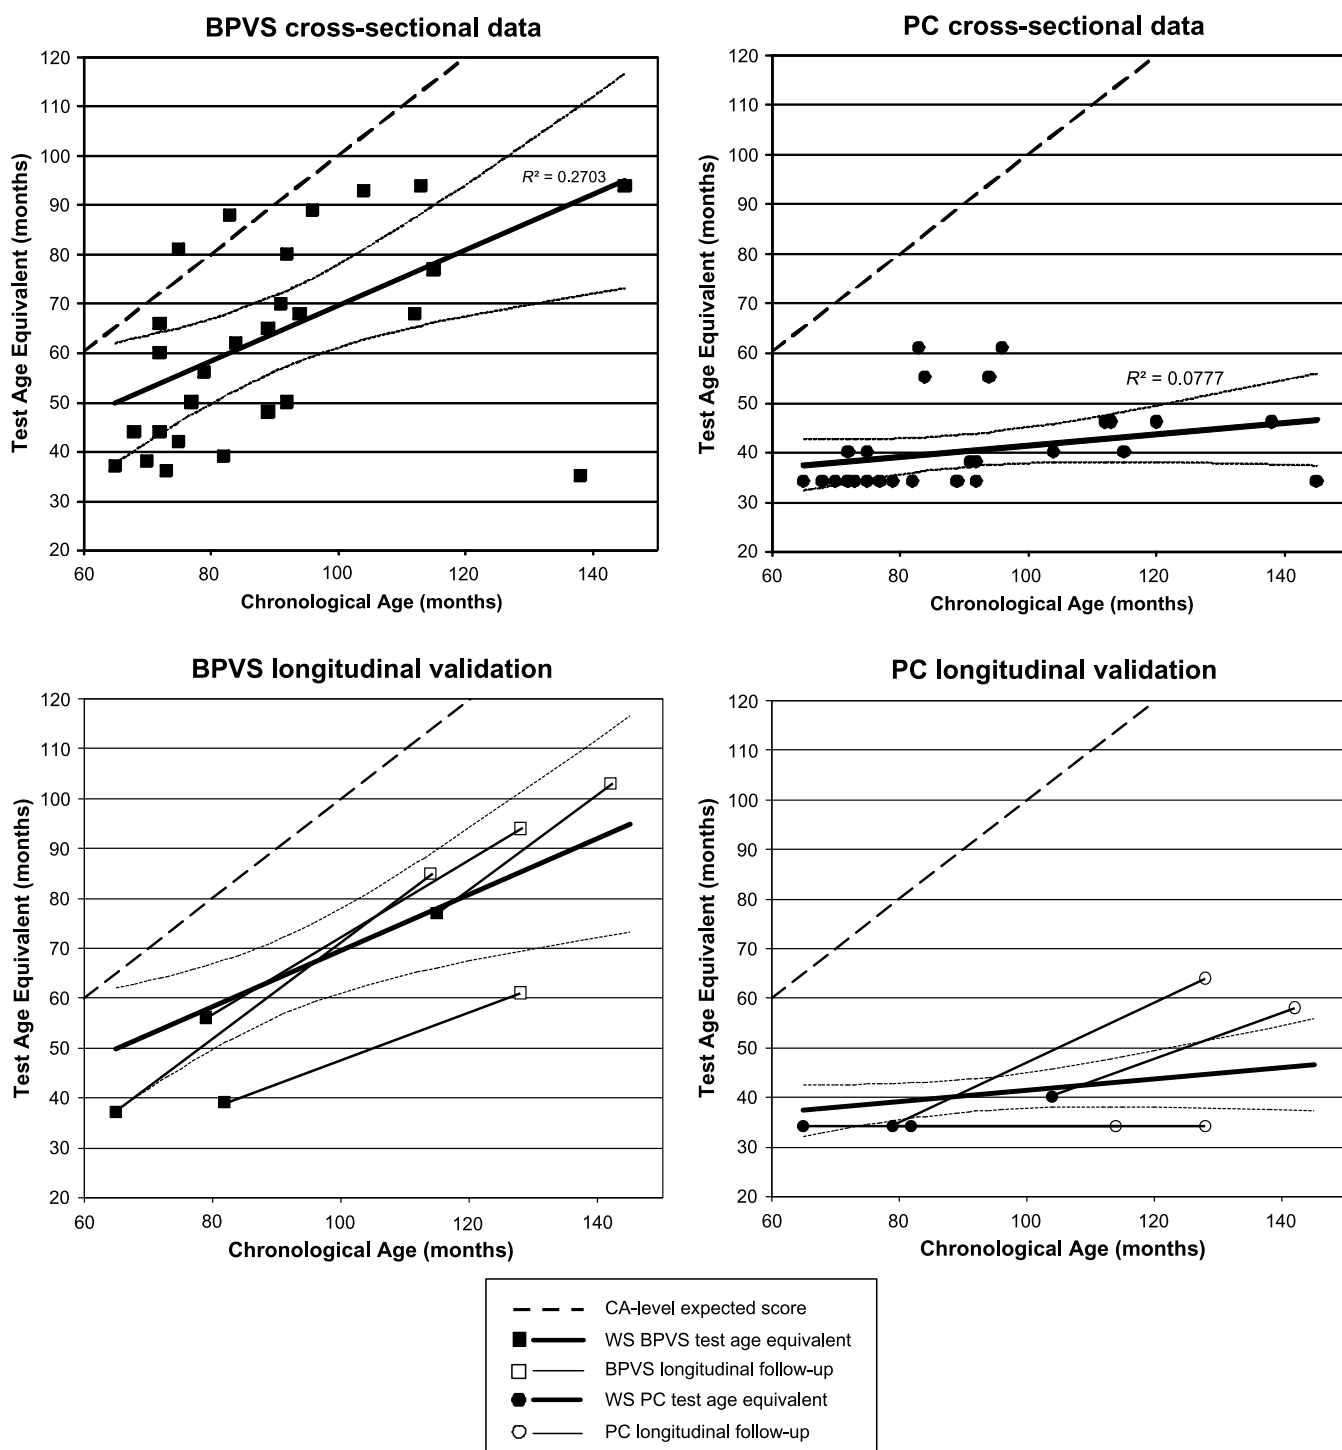 BPVS cross-sectional data
Test Age Equivalent (months)
120
110
100
90
80
70
60
50
40
30
20
R² = 0.2703
60 80 100 120 140
Chronological Age (months)
PC cross-sectional data
Test Age Equivalent (months)
120
110
100
90
80
70
60
50
40
30
20
R² = 0.0777
60 80 100 120 140
Chronological Age (months)
BPVS longitudinal validation
Test Age Equivalent (months)
120
110
100
90
80
70
60
50
40
30
20
60 80 100 120 140
Chronological Age (months)
PC longitudinal validation
Test Age Equivalent (months)
120
110
100
90
80
70
60
50
40
30
20
60 80 100 120 140
Chronological Age (months)
CA-level expected score
WS BPVS test age equivalent
BPVS longitudinal follow-up
WS PC test age equivalent
PC longitudinal follow-up